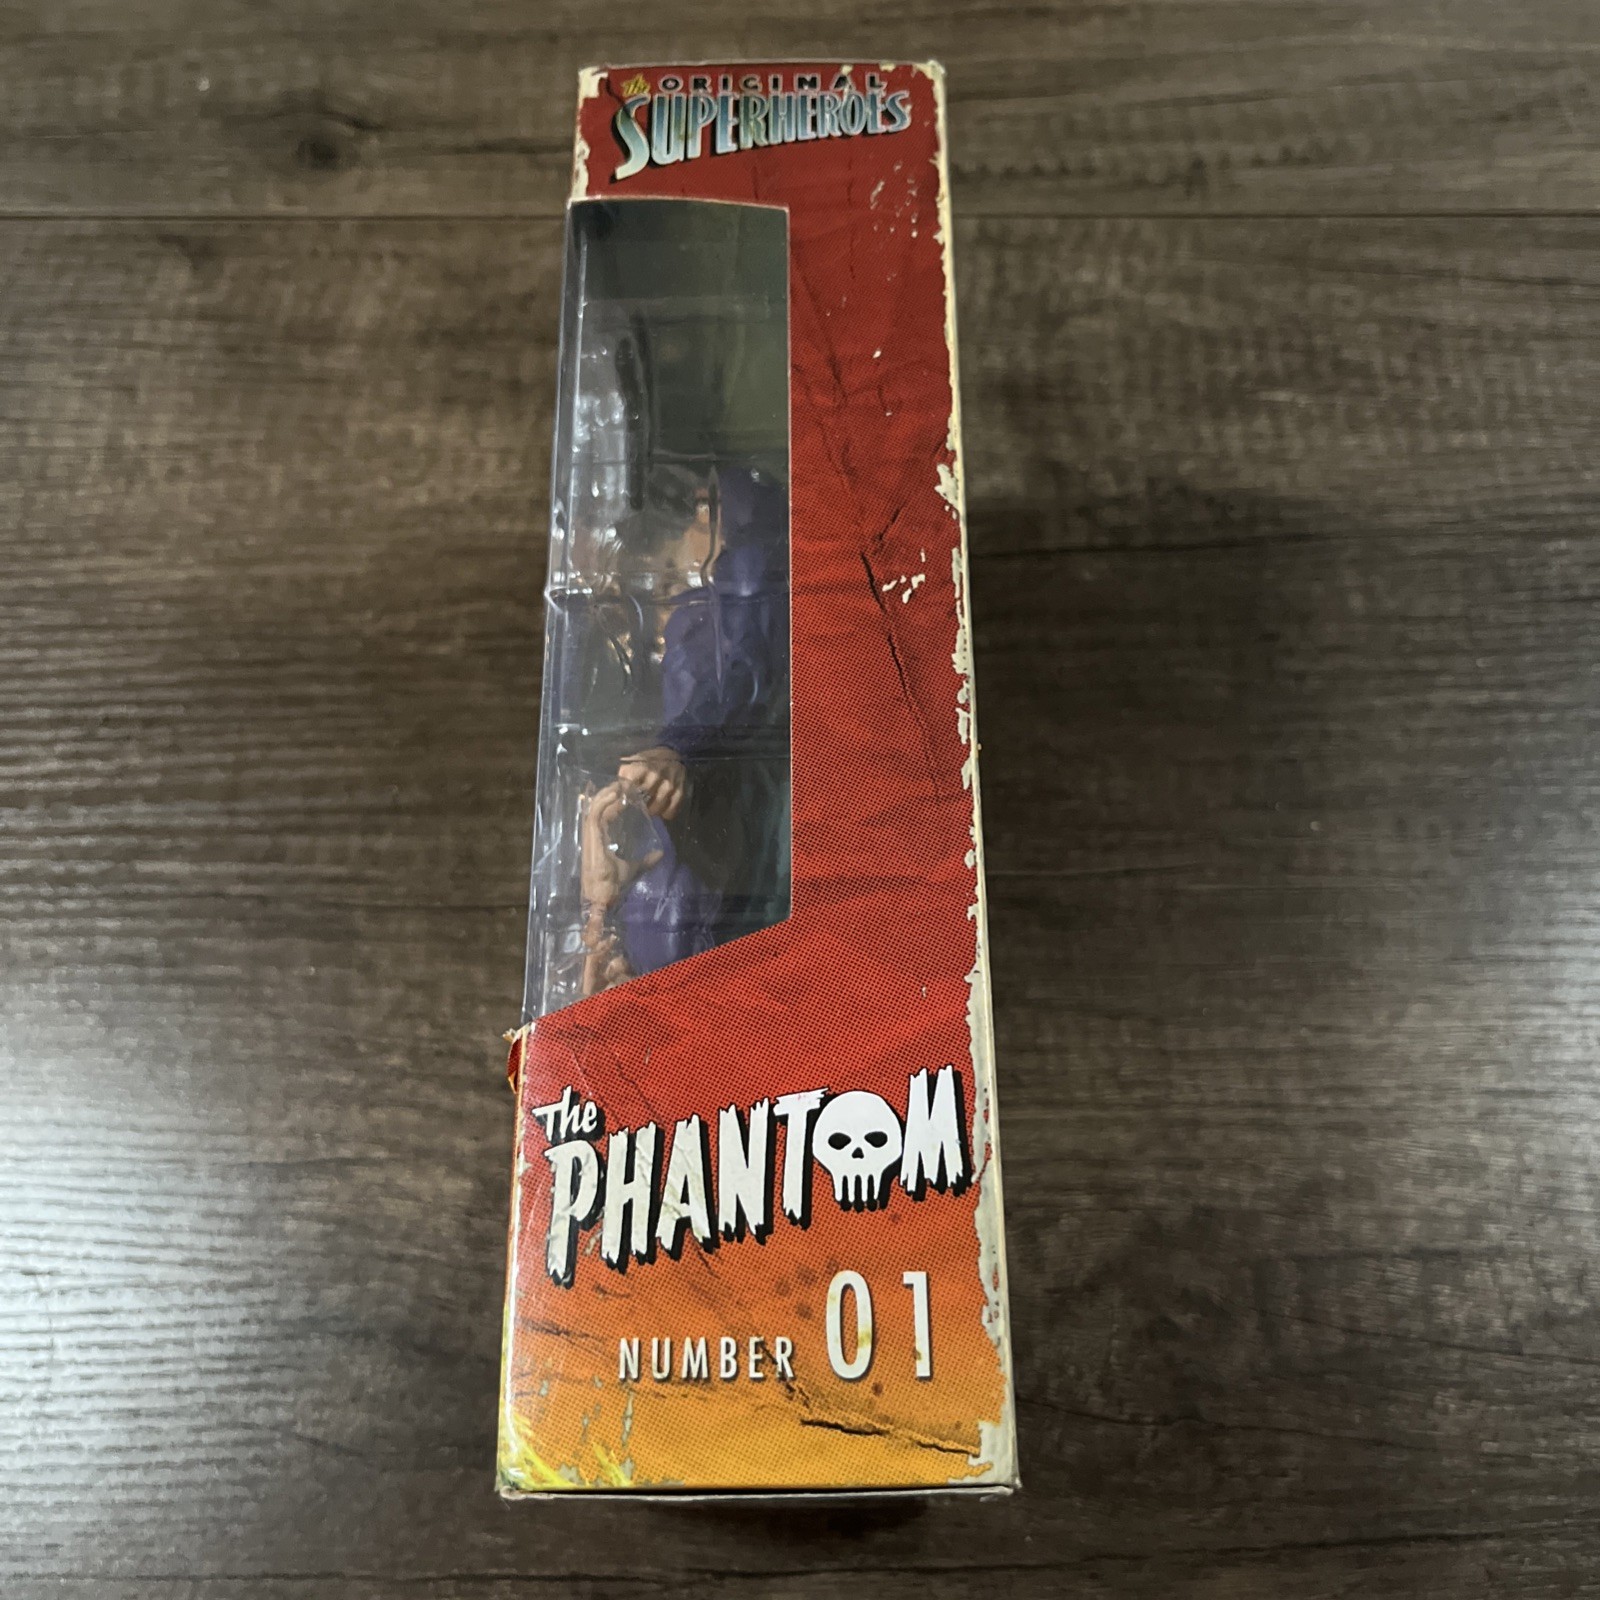 The ORIGINAL
SUPERHEROES
The
PHANTOM
NUMBER 01